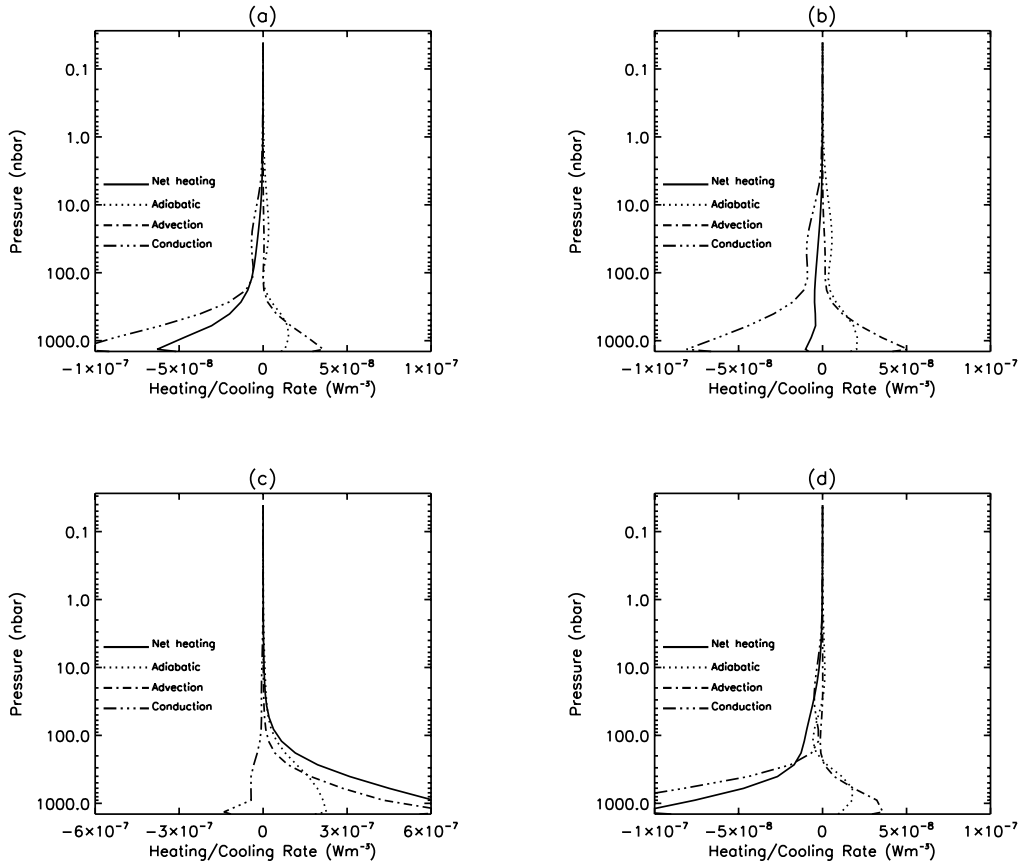 (a)
Pressure (nbar)
0.1
1.0
10.0
100.0
1000.0
Net heating
Adiabatic
Advection
Conduction
−1×10⁻⁷ −5×10⁻⁸ 0 5×10⁻⁸ 1×10⁻⁷
Heating/Cooling Rate (Wm⁻³)
(b)
Pressure (nbar)
0.1
1.0
10.0
100.0
1000.0
Net heating
Adiabatic
Advection
Conduction
−1×10⁻⁷ −5×10⁻⁸ 0 5×10⁻⁸ 1×10⁻⁷
Heating/Cooling Rate (Wm⁻³)
(c)
Pressure (nbar)
0.1
1.0
10.0
100.0
1000.0
Net heating
Adiabatic
Advection
Conduction
−6×10⁻⁷ −3×10⁻⁷ 0 3×10⁻⁷ 6×10⁻⁷
Heating/Cooling Rate (Wm⁻³)
(d)
Pressure (nbar)
0.1
1.0
10.0
100.0
1000.0
Net heating
Adiabatic
Advection
Conduction
−1×10⁻⁷ −5×10⁻⁸ 0 5×10⁻⁸ 1×10⁻⁷
Heating/Cooling Rate (Wm⁻³)